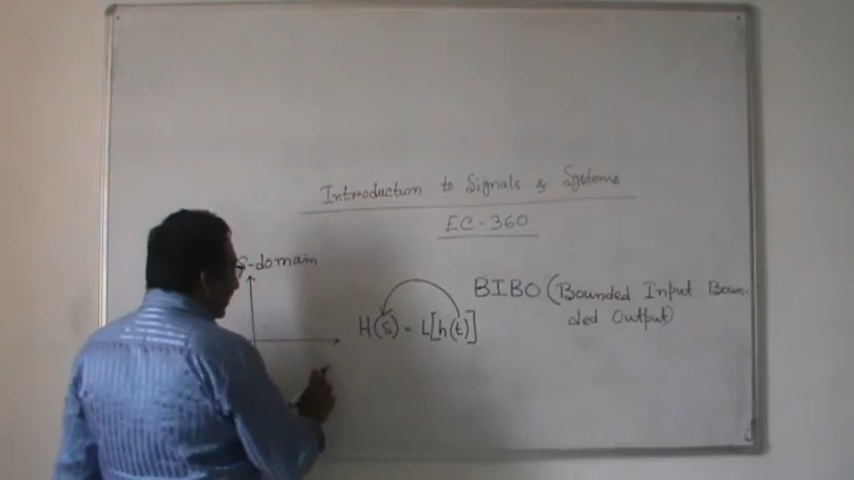 Introduction to Signals & Systems
EC-360
S-domain
H(s) = L[h(t)]
BIBO (Bounded Input Boun-
ded Output)